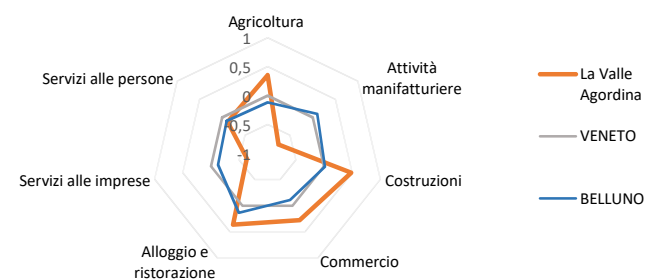 Agricoltura
1
0,5
0
-0,5
-1
Attività
manifatturiere
Costruzioni
Commercio
Alloggio e
ristorazione
Servizi alle imprese
Servizi alle persone
La Valle
Agordina
VENETO
BELLUNO